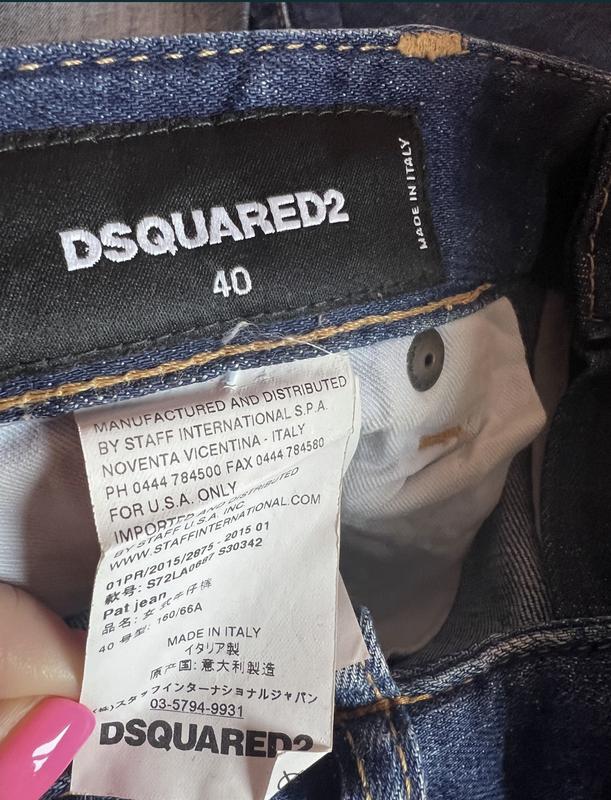 DSQUARED2
40
MADE IN ITALY
MANUFACTURED AND DISTRIBUTED
BY STAFF INTERNATIONAL S.P.A.
NOVENTA VICENTINA - ITALY
PH 0444 784500 FAX 0444 784580
FOR U.S.A. ONLY
IMPORTED AND DISTRIBUTED
BY STAFF U.S.A. INC
WWW.STAFFINTERNATIONAL.COM
01PR/2015/2875 - 2015 01
款号: S72LA0687 S30342
Pat jean
品名: 女式牛仔裤
40 号型: 160/66A
MADE IN ITALY
イタリア製
原产国: 意大利製造
(株)スタッフインターナショナルジャパン
03-5794-9931
DSQUARED2